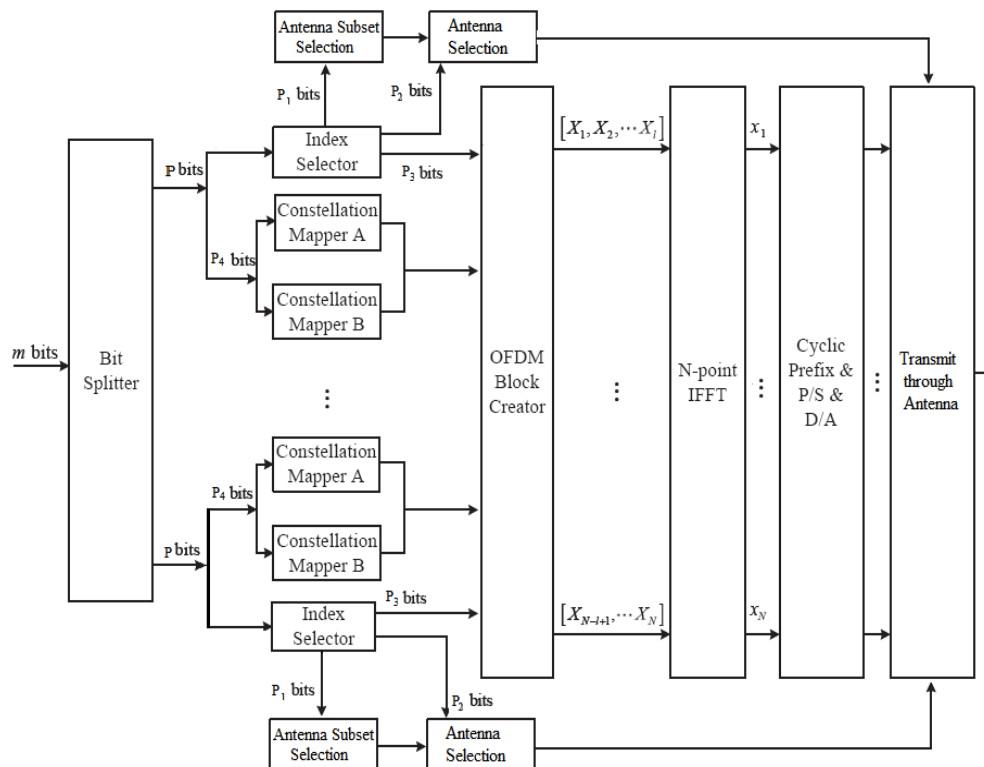 Antenna Subset
Selection
Antenna
Selection
P1 bits
P2 bits
Index
Selector
P bits
P3 bits
Constellation
Mapper A
P4 bits
Constellation
Mapper B
[X1, X2, ⋯ Xl]
x1
m bits
Bit
Splitter
⋮
OFDM
Block
Creator
⋮
N-point
IFFT
⋮
Cyclic
Prefix &
P/S &
D/A
⋮
Transmit
through
Antenna
Constellation
Mapper A
P4 bits
Constellation
Mapper B
P bits
P3 bits
Index
Selector
[XN-l+1, ⋯ XN]
xN
P1 bits
P2 bits
Antenna Subset
Selection
Antenna
Selection